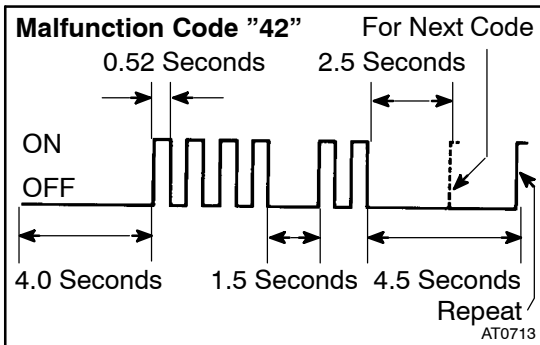 Malfunction Code ”42”
For Next Code
0.52 Seconds
2.5 Seconds
ON
OFF
4.0 Seconds
1.5 Seconds
4.5 Seconds
Repeat
AT0713